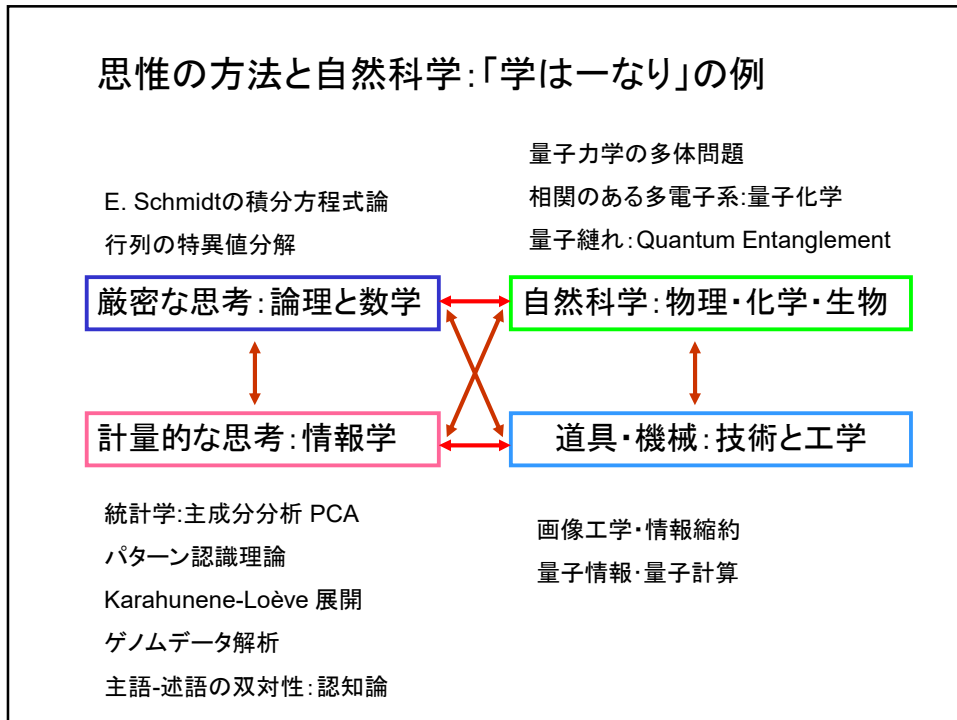 思惟の方法と自然科学：「学は一なり」の例
E. Schmidtの積分方程式論
行列の特異値分解
量子力学の多体問題
相関のある多電子系:量子化学
量子縺れ：Quantum Entanglement
厳密な思考：論理と数学
自然科学：物理・化学・生物
計量的な思考：情報学
道具・機械：技術と工学
統計学:主成分分析 PCA
パターン認識理論
Karahunene-Loève 展開
ゲノムデータ解析
主語-述語の双対性：認知論
画像工学・情報縮約
量子情報・量子計算